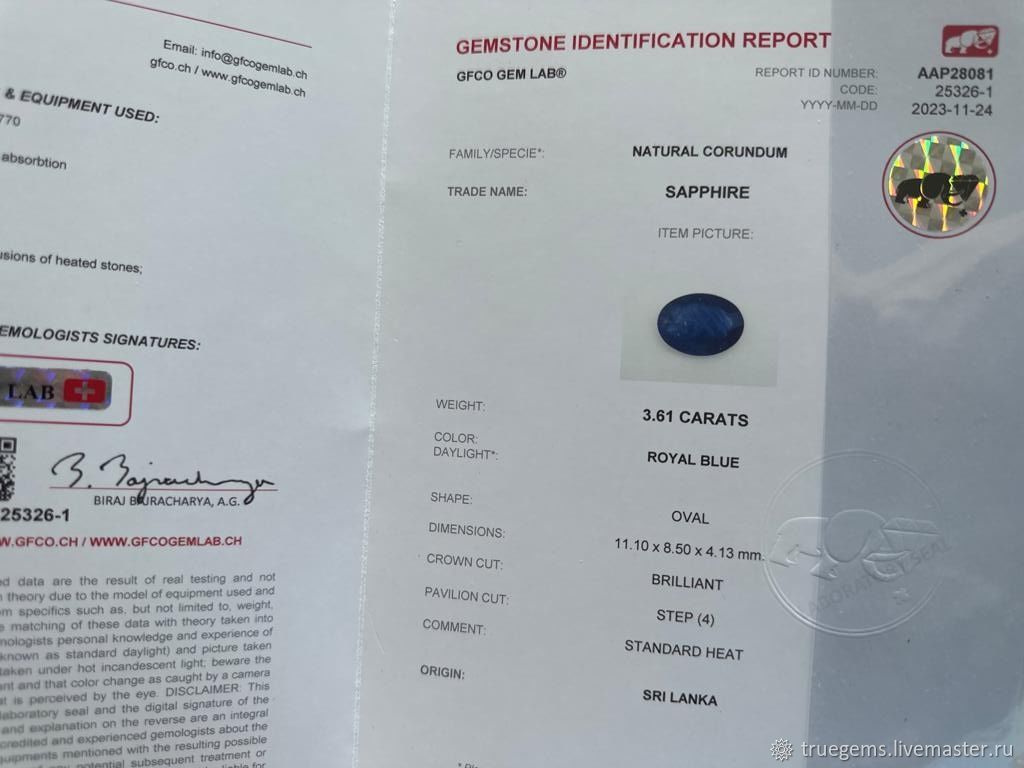 Email: info@gfcogemlab.ch
gfco.ch / www.gfcogemlab.ch
& EQUIPMENT USED:
770
absorbtion
usions of heated stones;
EMOLOGISTS SIGNATURES:
LAB
BIRAJ BAJRACHARYA, A.G.
25326-1
W.GFCO.CH / WWW.GFCOGEMLAB.CH
ed data are the result of real testing and not
n theory due to the model of equipment used and
m specifics such as, but not limited to, weight,
e matching of these data with theory taken into
mologists personal knowledge and experience of
known as standard daylight) and picture taken
taken under hot incandescent light; beware the
nt and that color change as caught by a camera
at is perceived by the eye. DISCLAIMER: This
laboratory seal and the digital signature of the
and explanation on the reverse are an integral
credited and experienced gemologists about the
quipments mentioned with the resulting possible
potential subsequent treatment or
GEMSTONE IDENTIFICATION REPORT
GFCO GEM LAB®
REPORT ID NUMBER: AAP28081
CODE: 25326-1
YYYY-MM-DD 2023-11-24
FAMILY/SPECIE*: NATURAL CORUNDUM
TRADE NAME: SAPPHIRE
ITEM PICTURE:
WEIGHT: 3.61 CARATS
COLOR:
DAYLIGHT*: ROYAL BLUE
SHAPE: OVAL
DIMENSIONS: 11.10 x 8.50 x 4.13 mm.
CROWN CUT: BRILLIANT
PAVILION CUT: STEP (4)
COMMENT: STANDARD HEAT
ORIGIN: SRI LANKA
truegems.livemaster.ru